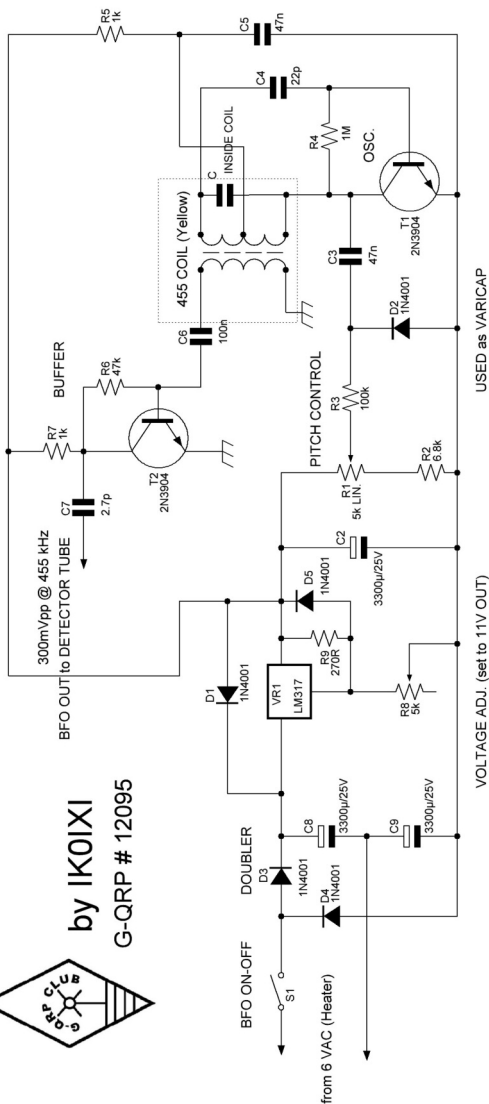 G-QRP CLUB
by IK0IXI
G-QRP # 12095
300mVpp @ 455 kHz
BFO OUT to DETECTOR TUBE
C7
2.7p
R7
1k
BUFFER
R6
47k
T2
2N3904
C6
100n
455 COIL (Yellow)
C
INSIDE COIL
R5
1k
C5
47n
C4
22p
R4
1M
OSC.
T1
2N3904
C3
47n
D2
1N4001
USED as VARICAP
PITCH CONTROL
R3
100k
R1
5k LIN.
R2
6.8k
C2
3300µ/25V
D5
1N4001
R9
270R
D1
1N4001
VR1
LM317
R8
5k
VOLTAGE ADJ. (set to 11V OUT)
DOUBLER
D3
1N4001
D4
1N4001
C8
3300µ/25V
C9
3300µ/25V
BFO ON-OFF
S1
from 6 VAC (Heater)